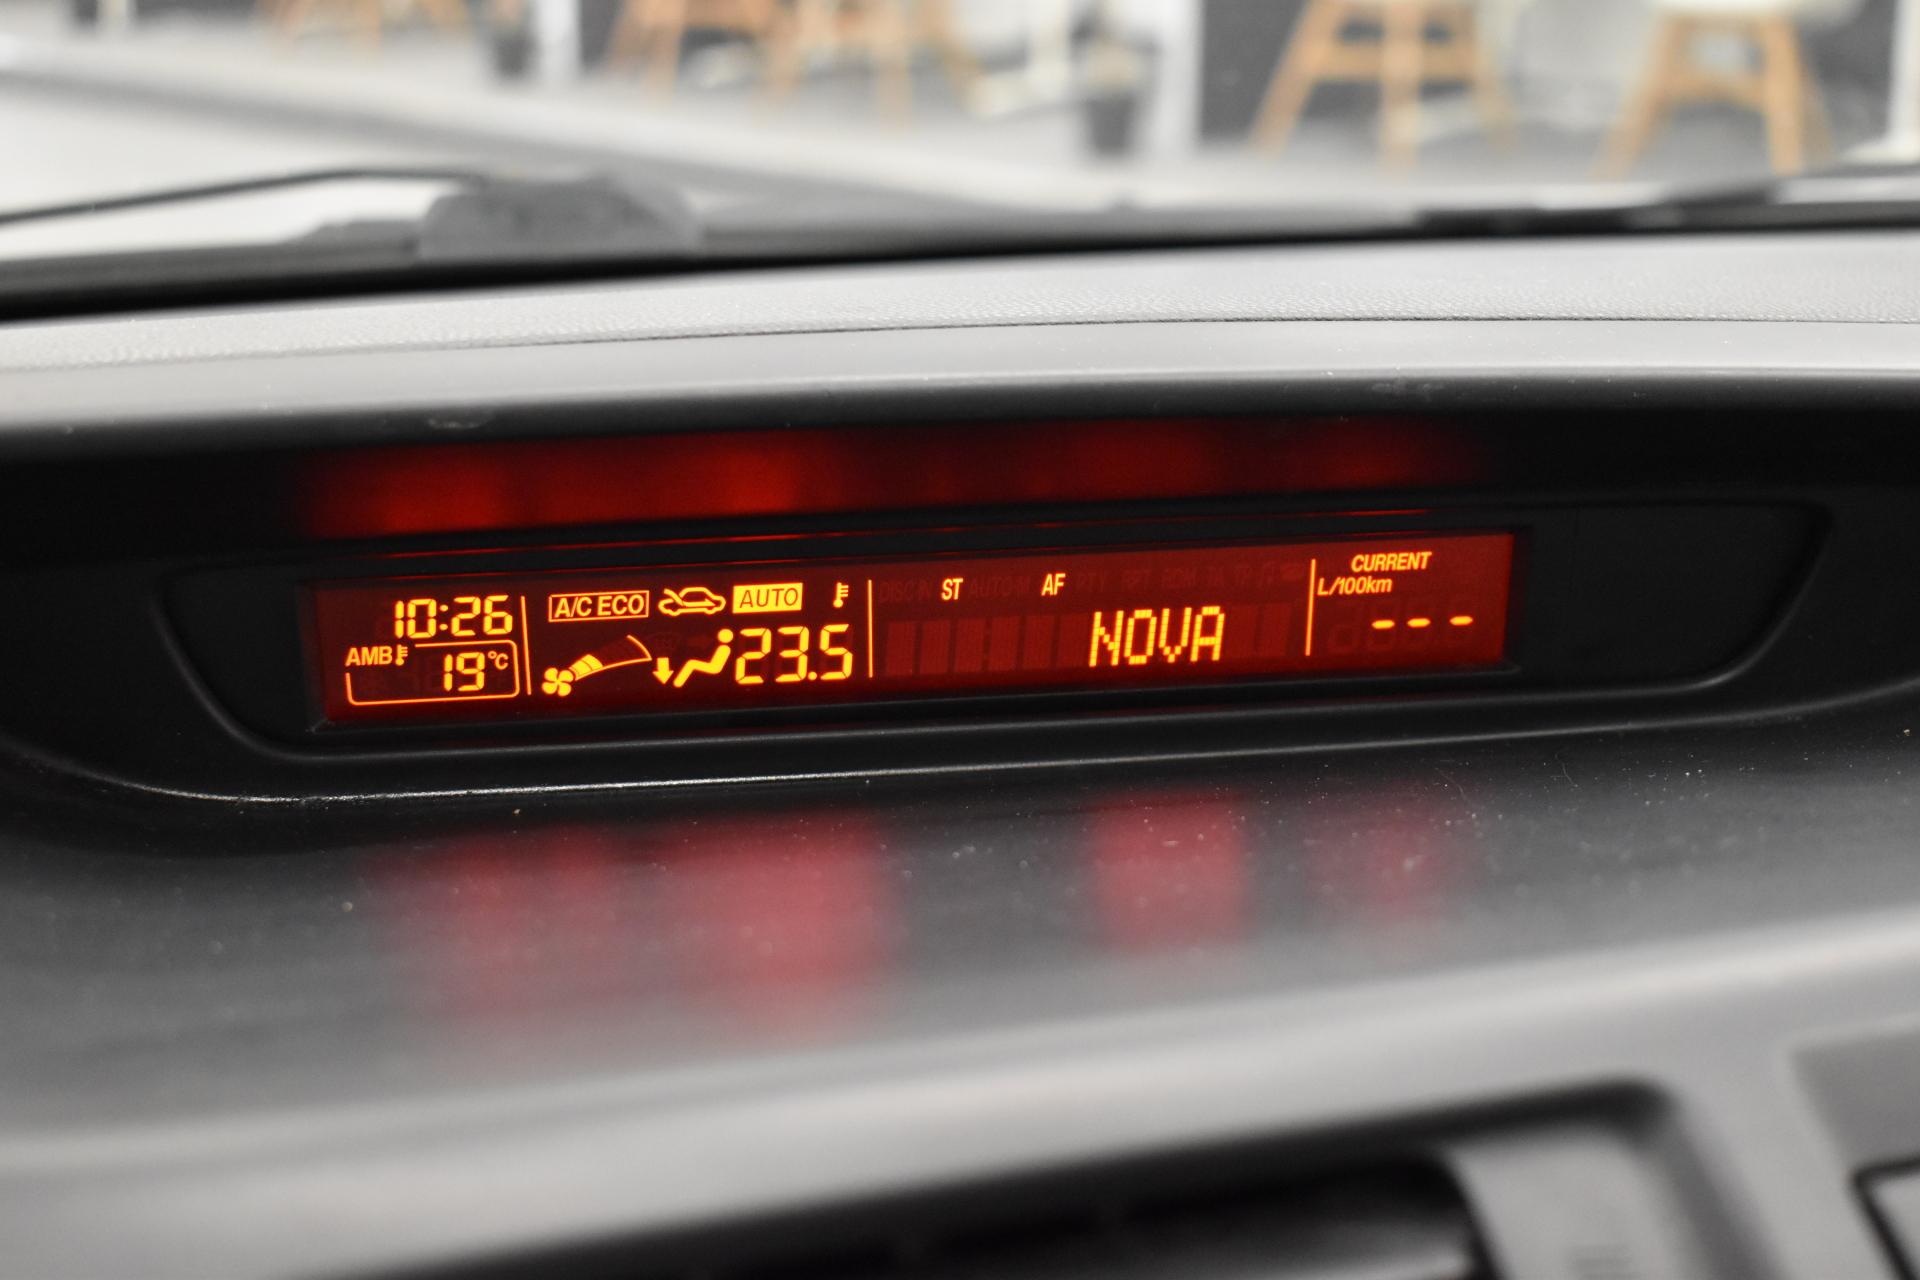 10:26
AMB 19°C
A/C ECO AUTO
23.5
ST AF
NOVA
CURRENT
L/100km
---